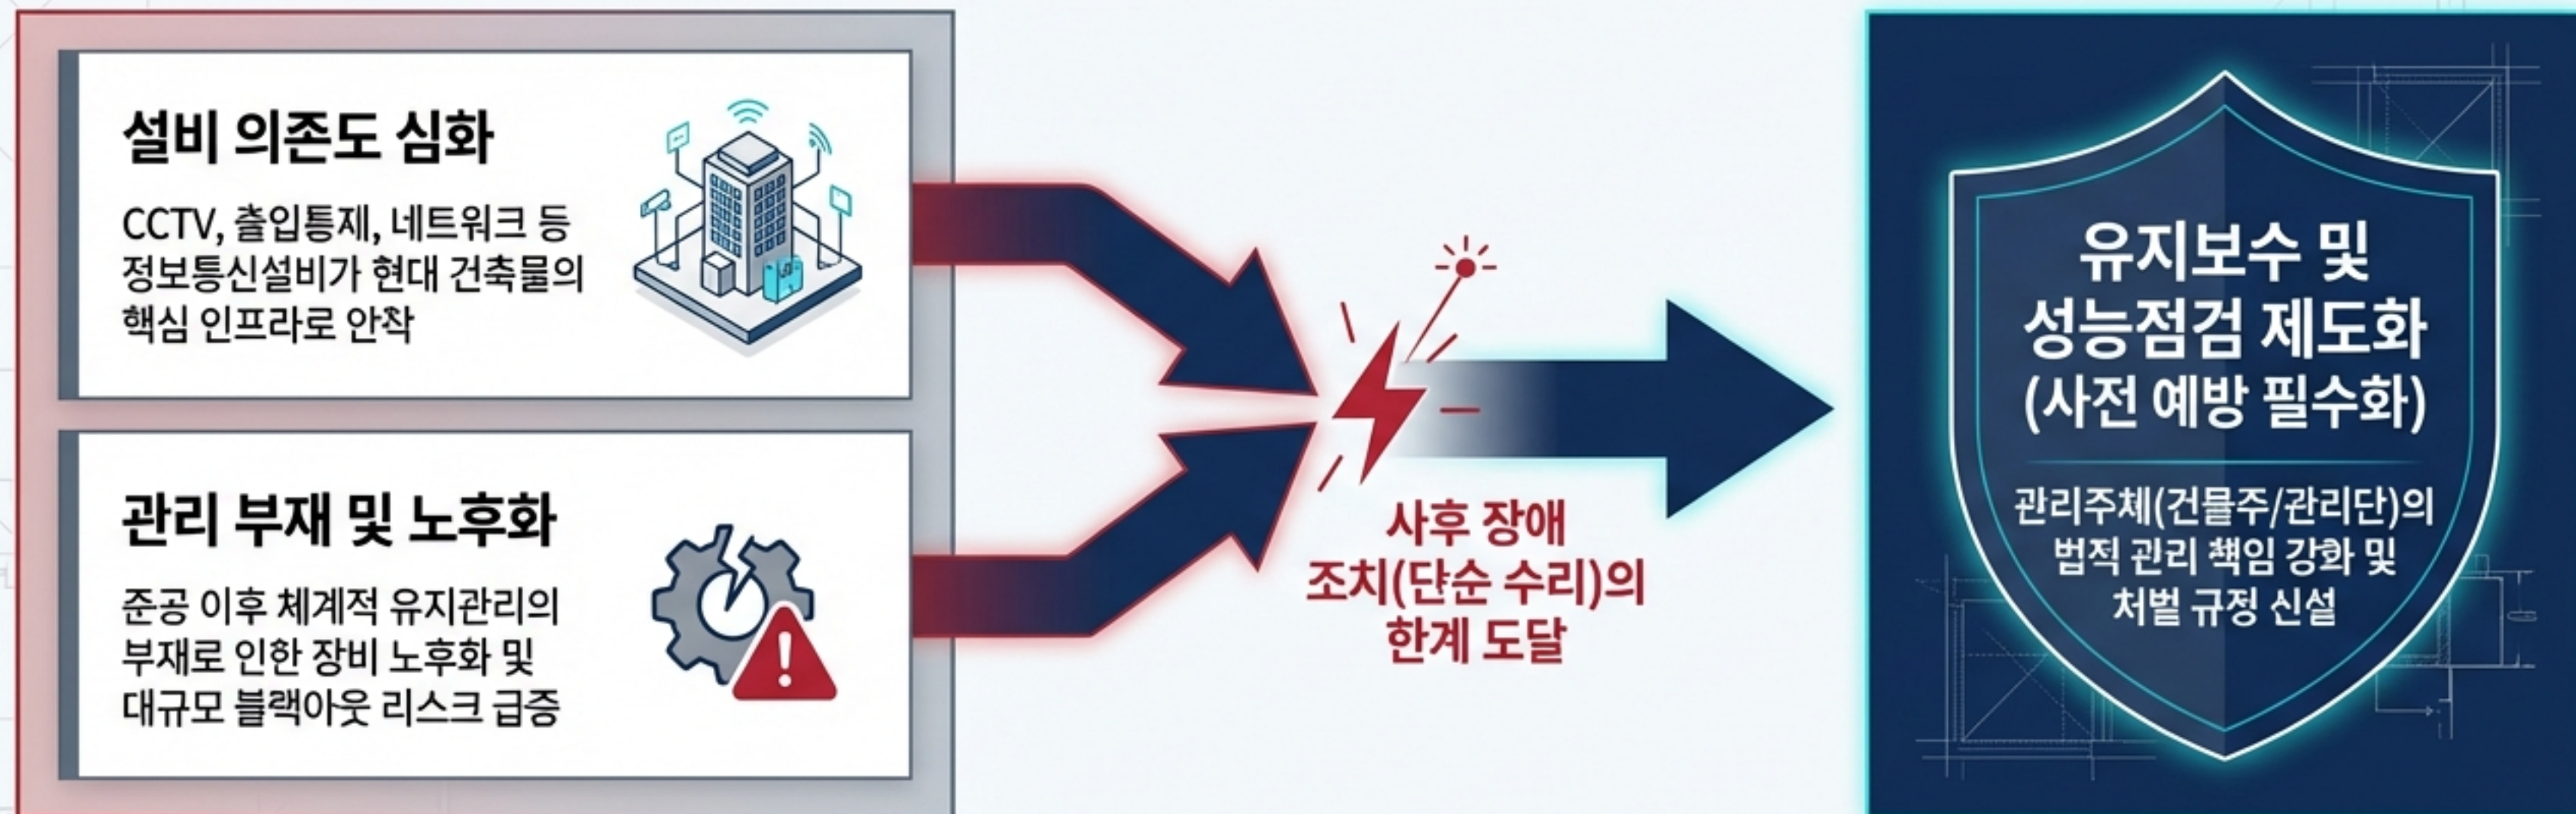 설비 의존도 심화
CCTV, 출입통제, 네트워크 등
정보통신설비가 현대 건축물의
핵심 인프라로 안착
관리 부재 및 노후화
준공 이후 체계적 유지관리의
부재로 인한 장비 노후화 및
대규모 블랙아웃 리스크 급증
사후 장애
조치(단순 수리)의
한계 도달
유지보수 및
성능점검 제도화
(사전 예방 필수화)
관리주체(건물주/관리단)의
법적 관리 책임 강화 및
처벌 규정 신설